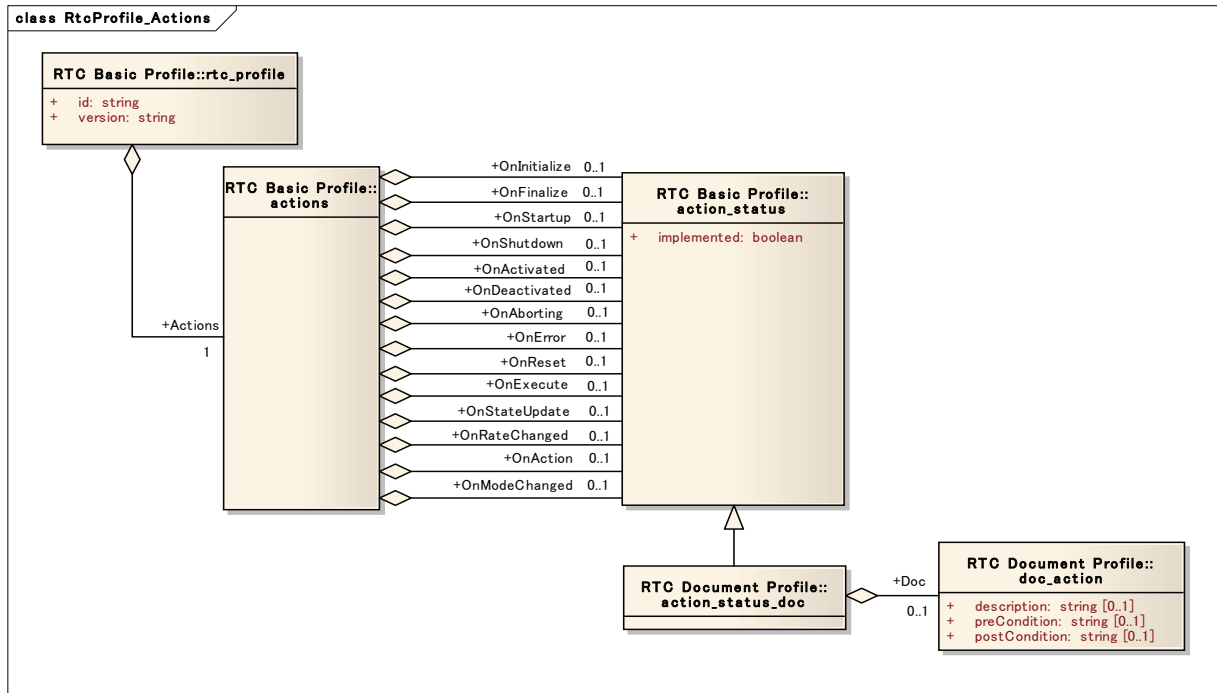 class RtcProfile_Actions
RTC Basic Profile::rtc_profile
+ id: string
+ version: string
+Actions
1
RTC Basic Profile::
actions
+OnInitialize 0..1
+OnFinalize 0..1
+OnStartup 0..1
+OnShutdown 0..1
+OnActivated 0..1
+OnDeactivated 0..1
+OnAborting 0..1
+OnError 0..1
+OnReset 0..1
+OnExecute 0..1
+OnStateUpdate 0..1
+OnRateChanged 0..1
+OnAction 0..1
+OnModeChanged 0..1
RTC Basic Profile::
action_status
+ implemented: boolean
RTC Document Profile::
action_status_doc
+Doc
0..1
RTC Document Profile::
doc_action
+ description: string [0..1]
+ preCondition: string [0..1]
+ postCondition: string [0..1]